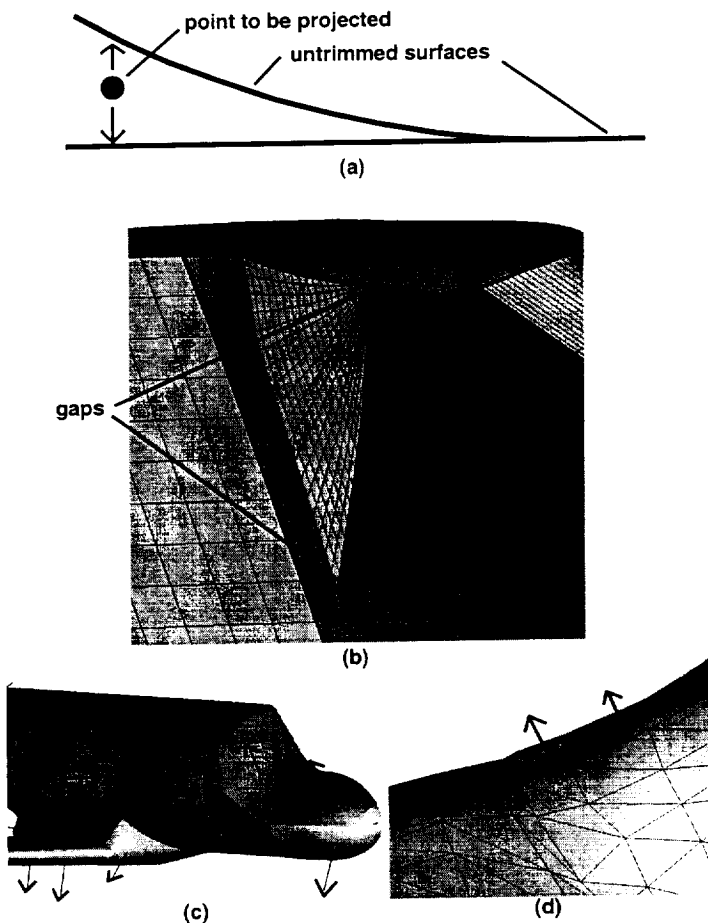 point to be projected
untrimmed surfaces
(a)
gaps
(b)
(c)
(d)